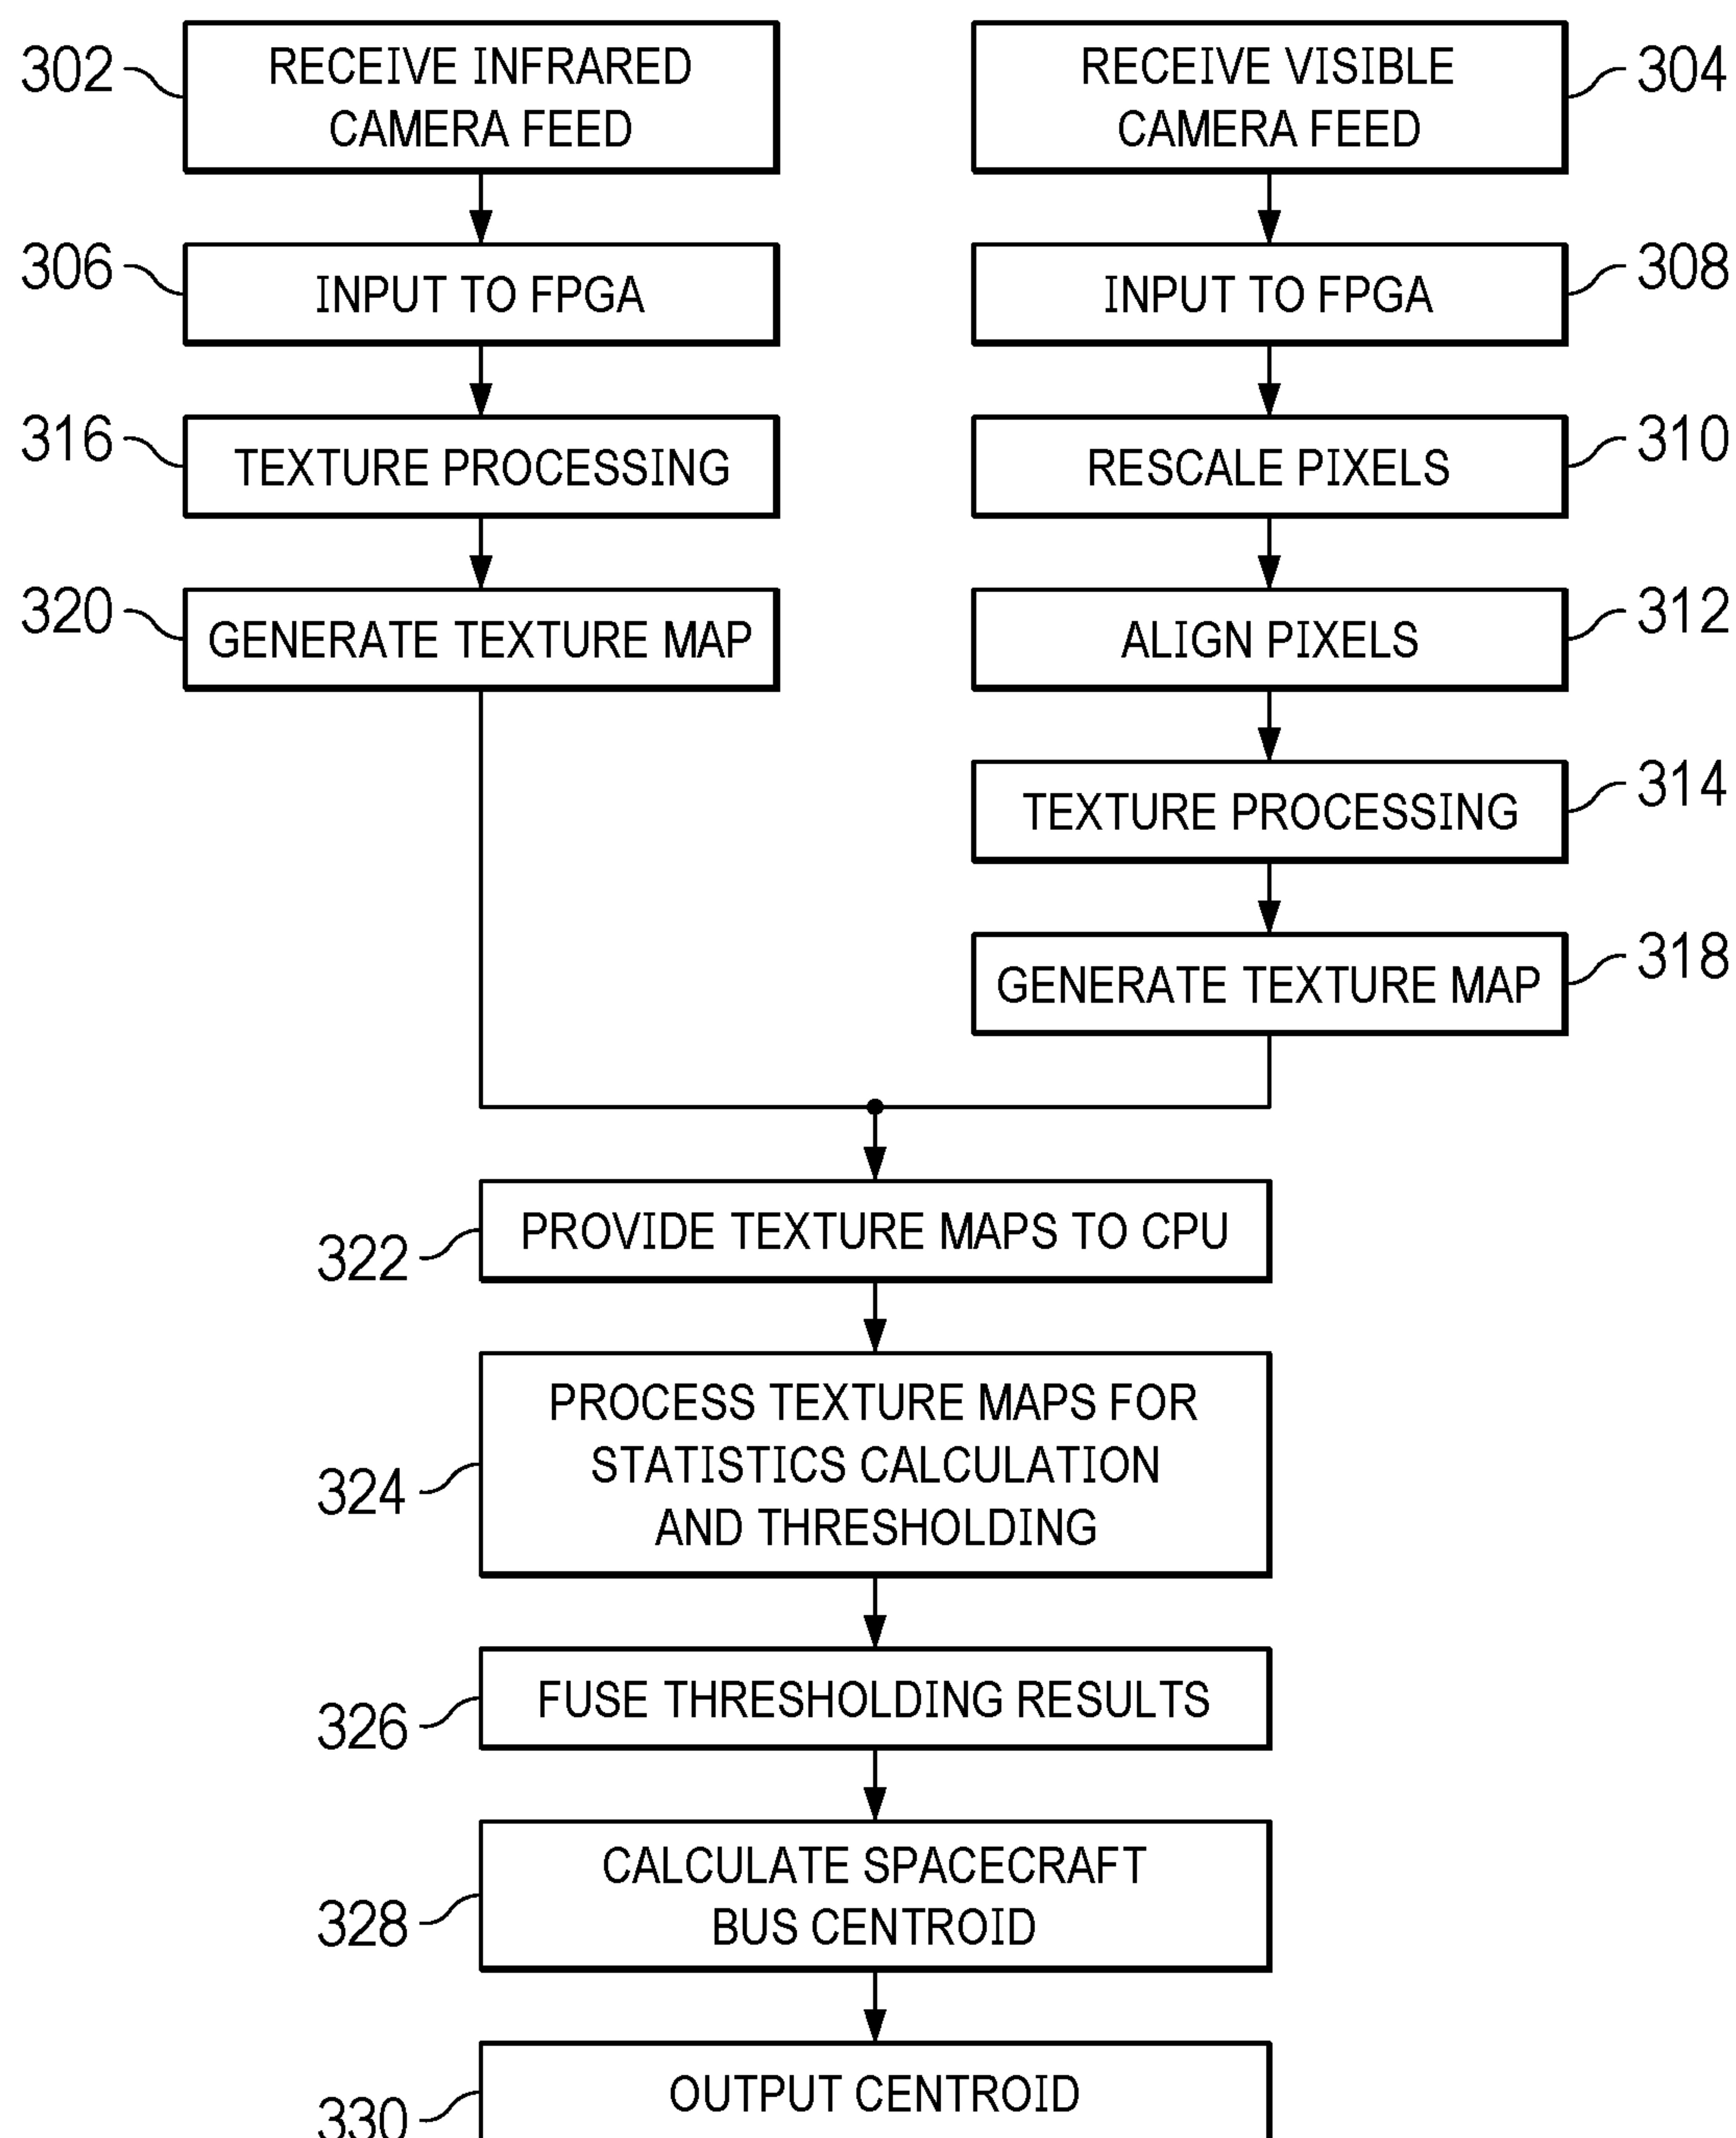 302
RECEIVE INFRARED
CAMERA FEED
RECEIVE VISIBLE
CAMERA FEED
304
306
INPUT TO FPGA
INPUT TO FPGA
308
316
TEXTURE PROCESSING
RESCALE PIXELS
310
320
GENERATE TEXTURE MAP
ALIGN PIXELS
312
TEXTURE PROCESSING
314
GENERATE TEXTURE MAP
318
PROVIDE TEXTURE MAPS TO CPU
322
PROCESS TEXTURE MAPS FOR
STATISTICS CALCULATION
AND THRESHOLDING
324
FUSE THRESHOLDING RESULTS
326
CALCULATE SPACECRAFT
BUS CENTROID
328
OUTPUT CENTROID
330